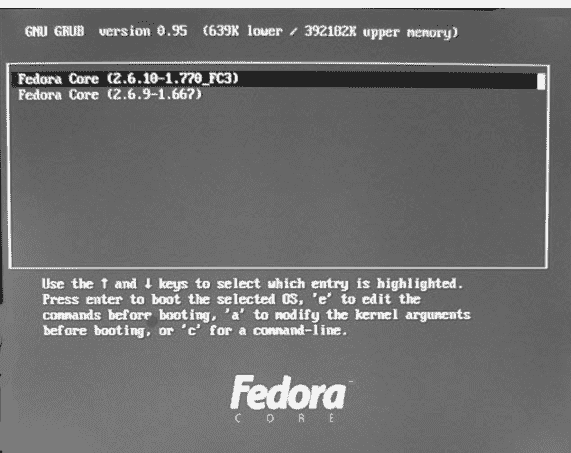 GNU GRUB version 0.95 (639K lower / 392182K upper memory)
Fedora Core (2.6.10-1.770_FC3)
Fedora Core (2.6.9-1.667)
Use the ↑ and ↓ keys to select which entry is highlighted.
Press enter to boot the selected OS, 'e' to edit the
commands before booting, 'a' to modify the kernel arguments
before booting, or 'c' for a command-line.
Fedora
CORE